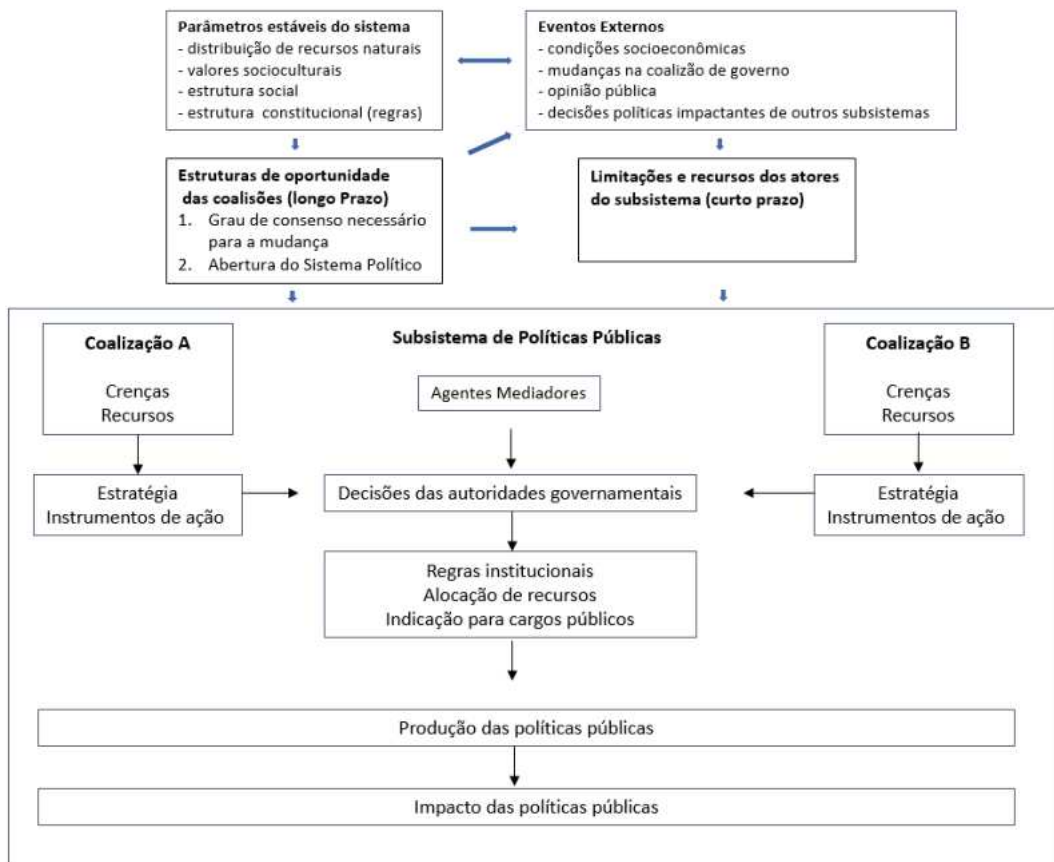 Parâmetros estáveis do sistema
- distribuição de recursos naturais
- valores socioculturais
- estrutura social
- estrutura constitucional (regras)
Eventos Externos
- condições socioeconômicas
- mudanças na coalizão de governo
- opinião pública
- decisões políticas impactantes de outros subsistemas
Estruturas de oportunidade
das coalisões (longo Prazo)
1. Grau de consenso necessário
para a mudança
2. Abertura do Sistema Político
Limitações e recursos dos atores
do subsistema (curto prazo)
Coalização A
Crenças
Recursos
Estratégia
Instrumentos de ação
Subsistema de Políticas Públicas
Agentes Mediadores
Decisões das autoridades governamentais
Regras institucionais
Alocação de recursos
Indicação para cargos públicos
Coalização B
Crenças
Recursos
Estratégia
Instrumentos de ação
Produção das políticas públicas
Impacto das políticas públicas